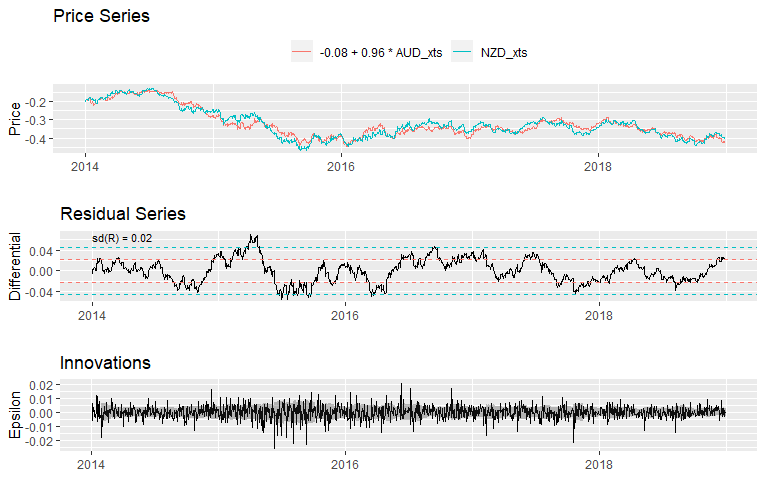 Price Series
-0.08 + 0.96 * AUD_xts NZD_xts
Price
-0.2
-0.3
-0.4
2014 2016 2018
Residual Series
Differential
sd(R) = 0.02
0.04
0.00
-0.04
2014 2016 2018
Innovations
Epsilon
0.02
0.01
0.00
-0.01
-0.02
2014 2016 2018